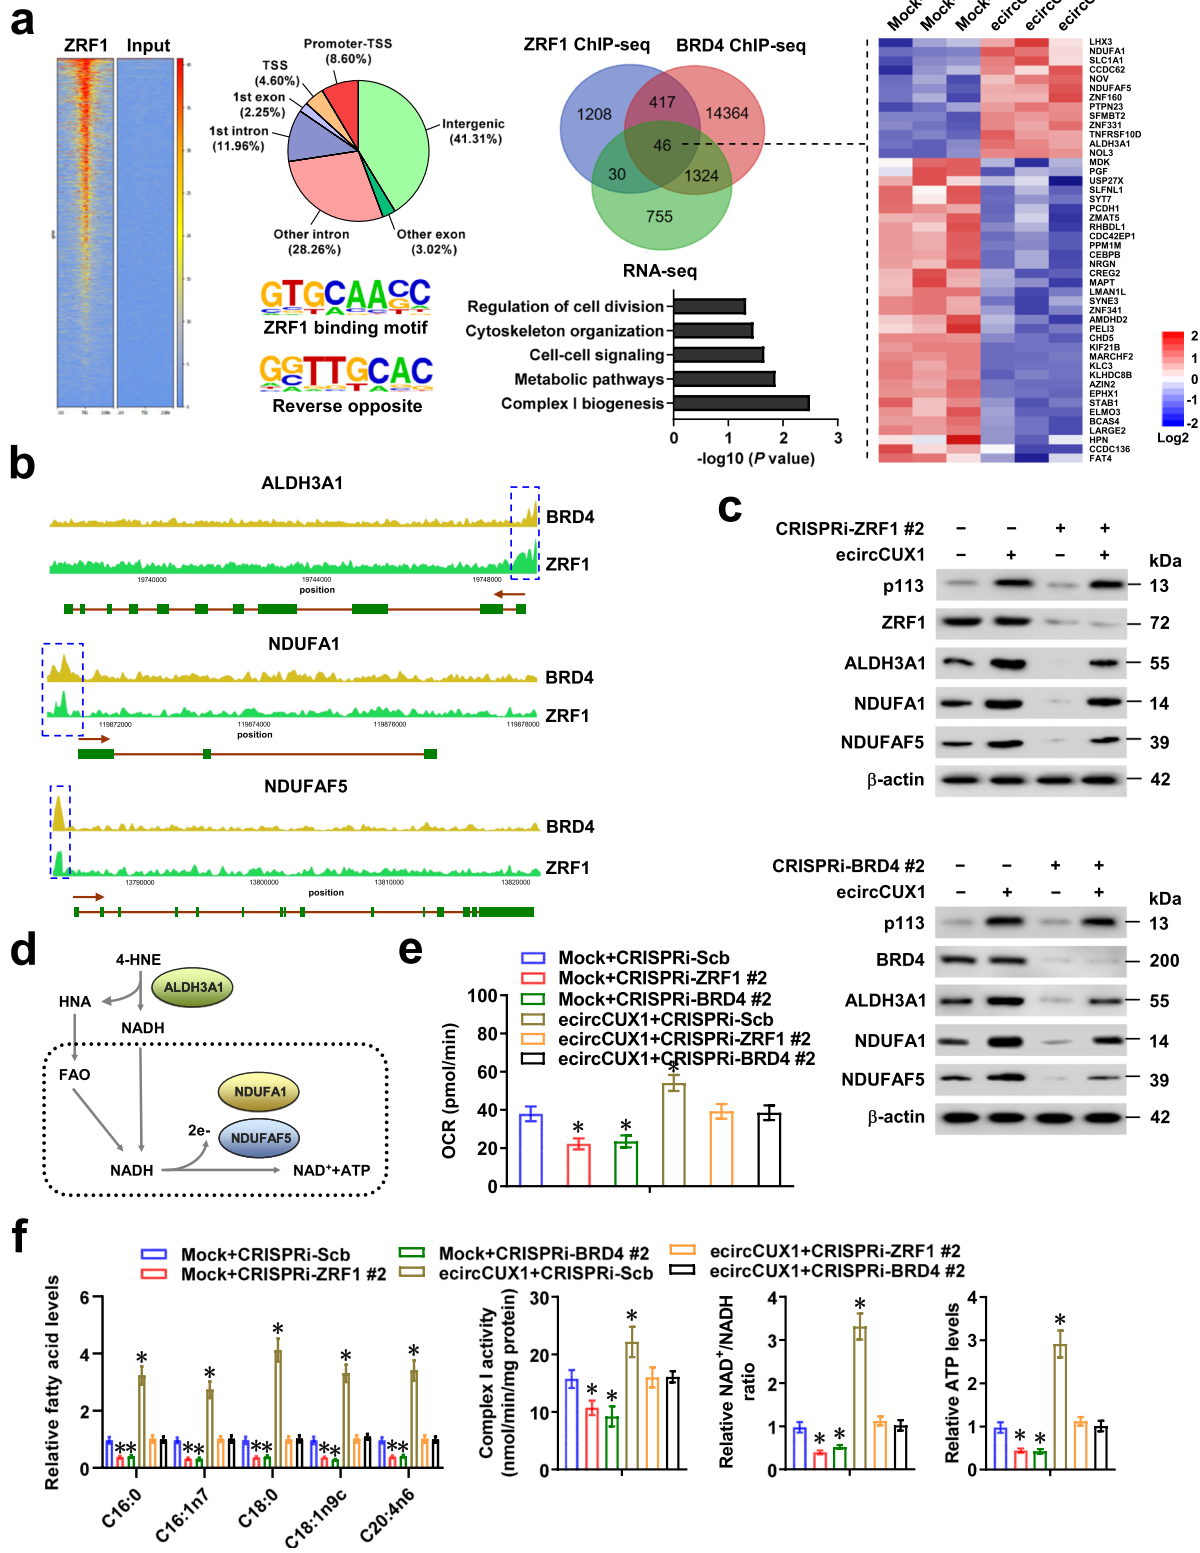 a
ZRF1 Input
Promoter-TSS
(8.60%)
TSS
(4.60%)
1st exon
(2.25%)
1st intron
(11.96%)
Intergenic
(41.31%)
Other intron
(28.26%)
Other exon
(3.02%)
GTGCAACC
ZRF1 binding motif
GGTTGCAC
Reverse opposite
ZRF1 ChIP-seq BRD4 ChIP-seq
1208 417 14364
46
30 1324
755
RNA-seq
Regulation of cell division
Cytoskeleton organization
Cell-cell signaling
Metabolic pathways
Complex I biogenesis
0 1 2 3
-log10 (P value)
Mock- Mock- Mock- ecircC ecircC ecircC
LHX3
NDUFA1
SLC1A1
CCDC62
NOV
NDUFAF5
ZNF160
PTPN23
SFMBT2
ZNF331
TNFRSF10D
ALDH3A1
NOL3
MDK
PGF
USP27X
SLFNL1
SYT7
PCDH1
ZMAT5
RHBDL1
CDC42EP1
PPM1M
CEBPB
NRGN
CREG2
MAPT
LMAN1L
SYNE3
ZNF341
AMDHD2
PELI3
CHD5
KIF21B
MARCHF2
KLC3
KLHDC8B
AZIN2
EPHX1
STAB1
ELMO3
BCAS4
LARGE2
HPN
CCDC136
FAT4
2
1
0
-1
-2
Log2
b
ALDH3A1
BRD4
ZRF1
19740000 19744000 19748000
position
NDUFA1
BRD4
ZRF1
119872000 119874000 119876000 119878000
position
NDUFAF5
BRD4
ZRF1
13790000 13800000 13810000 13820000
position
c
CRISPRi-ZRF1 #2 − − + +
ecircCUX1 − + − +
kDa
p113 13
ZRF1 72
ALDH3A1 55
NDUFA1 14
NDUFAF5 39
β-actin 42
CRISPRi-BRD4 #2 − − + +
ecircCUX1 − + − +
kDa
p113 13
BRD4 200
ALDH3A1 55
NDUFA1 14
NDUFAF5 39
β-actin 42
d
4-HNE
ALDH3A1
HNA
NADH
FAO
NDUFA1
2e-
NDUFAF5
NADH NAD⁺+ATP
e
Mock+CRISPRi-Scb
Mock+CRISPRi-ZRF1 #2
Mock+CRISPRi-BRD4 #2
ecircCUX1+CRISPRi-Scb
ecircCUX1+CRISPRi-ZRF1 #2
ecircCUX1+CRISPRi-BRD4 #2
OCR (pmol/min)
100
80
60
40
20
0
* * *
f
Mock+CRISPRi-Scb Mock+CRISPRi-BRD4 #2 ecircCUX1+CRISPRi-ZRF1 #2
Mock+CRISPRi-ZRF1 #2 ecircCUX1+CRISPRi-Scb ecircCUX1+CRISPRi-BRD4 #2
Relative fatty acid levels
6
4
2
0
* * * * * * * * * * * * * * *
C16:0 C16:1n7 C18:0 C18:1n9c C20:4n6
Complex I activity
(nmol/min/mg protein)
30
20
10
0
* * *
Relative NAD⁺/NADH
ratio
4
3
2
1
0
* * *
Relative ATP levels
4
3
2
1
0
* * *